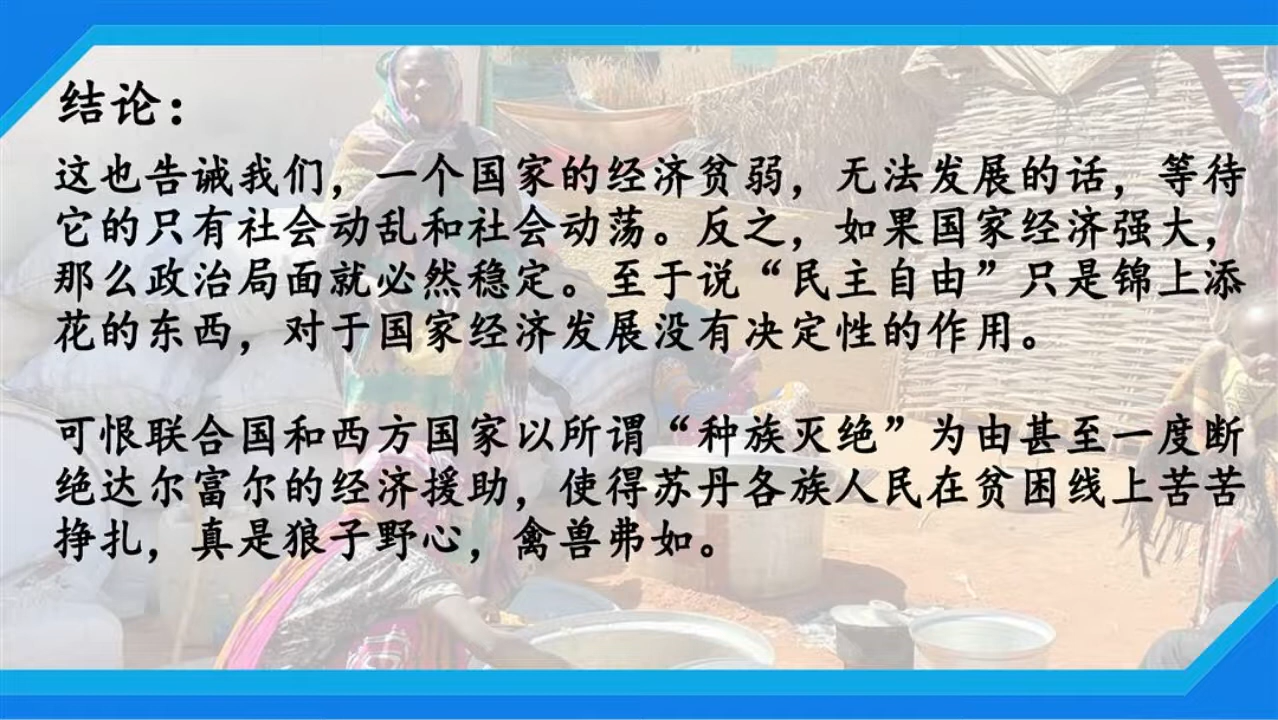 结论：
这也告诫我们，一个国家的经济贫弱，无法发展的话，等待
它的只有社会动乱和社会动荡。反之，如果国家经济强大，
那么政治局面就必然稳定。至于说“民主自由”只是锦上添
花的东西，对于国家经济发展没有决定性的作用。
可恨联合国和西方国家以所谓“种族灭绝”为由甚至一度断
绝达尔富尔的经济援助，使得苏丹各族人民在贫困线上苦苦
挣扎，真是狼子野心，禽兽弗如。